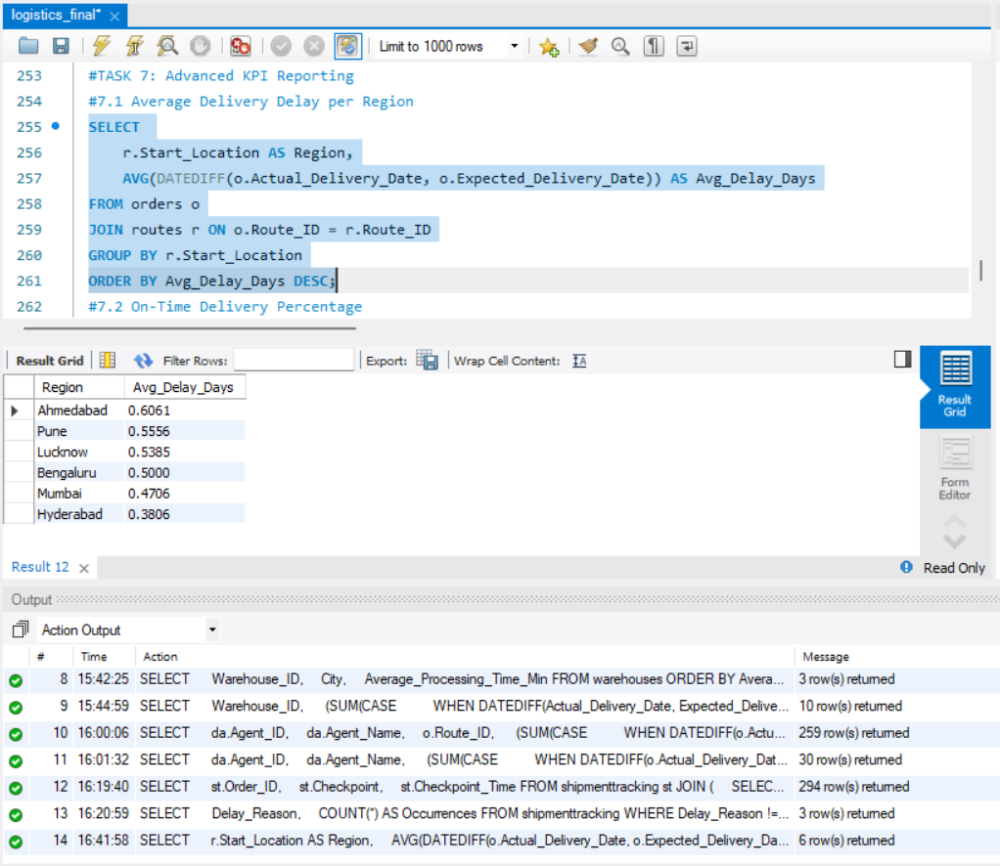 logistics_final*
Limit to 1000 rows
253 #TASK 7: Advanced KPI Reporting
254 #7.1 Average Delivery Delay per Region
255 SELECT
256 r.Start_Location AS Region,
257 AVG(DATEDIFF(o.Actual_Delivery_Date, o.Expected_Delivery_Date)) AS Avg_Delay_Days
258 FROM orders o
259 JOIN routes r ON o.Route_ID = r.Route_ID
260 GROUP BY r.Start_Location
261 ORDER BY Avg_Delay_Days DESC;
262 #7.2 On-Time Delivery Percentage
Result Grid Filter Rows: Export: Wrap Cell Content:
Region Avg_Delay_Days
Ahmedabad 0.6061
Pune 0.5556
Lucknow 0.5385
Bengaluru 0.5000
Mumbai 0.4706
Hyderabad 0.3806
Result
Grid
Form
Editor
Result 12 Read Only
Output
Action Output
# Time Action Message
8 15:42:25 SELECT Warehouse_ID, City, Average_Processing_Time_Min FROM warehouses ORDER BY Avera... 3 row(s) returned
9 15:44:59 SELECT Warehouse_ID, (SUM(CASE WHEN DATEDIFF(Actual_Delivery_Date, Expected_Delive... 10 row(s) returned
10 16:00:06 SELECT da.Agent_ID, da.Agent_Name, o.Route_ID, (SUM(CASE WHEN DATEDIFF(o.Actu... 259 row(s) returned
11 16:01:32 SELECT da.Agent_ID, da.Agent_Name, (SUM(CASE WHEN DATEDIFF(o.Actual_Delivery_Dat... 30 row(s) returned
12 16:19:40 SELECT st.Order_ID, st.Checkpoint, st.Checkpoint_Time FROM shipmenttracking st JOIN ( SELEC... 294 row(s) returned
13 16:20:59 SELECT Delay_Reason, COUNT(*) AS Occurrences FROM shipmenttracking WHERE Delay_Reason !=... 3 row(s) returned
14 16:41:58 SELECT r.Start_Location AS Region, AVG(DATEDIFF(o.Actual_Delivery_Date, o.Expected_Delivery_Da... 6 row(s) returned